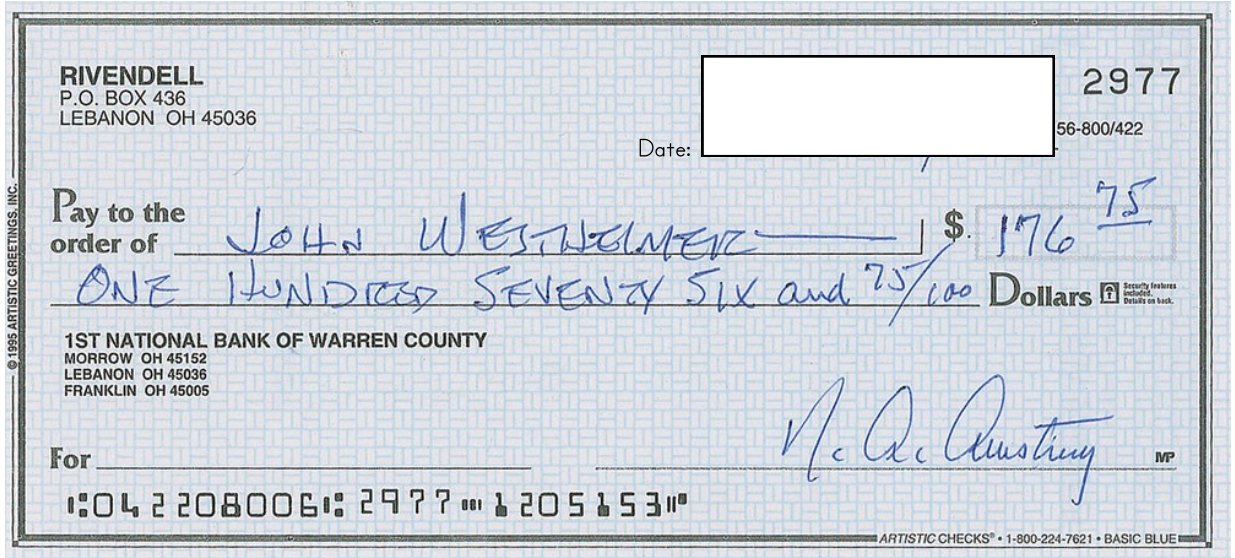 RIVENDELL
P.O. BOX 436
LEBANON OH 45036
2977
56-800/422
Date:
Pay to the order of JOHN WESTHEIMER $. 176 75
ONE HUNDRED SEVENTY SIX and 75/100 Dollars Security features included. Details on back.
1ST NATIONAL BANK OF WARREN COUNTY
MORROW OH 45152
LEBANON OH 45036
FRANKLIN OH 45005
N. A. Armstrong
For MP
⑆042208006⑆ 2977⑈ 1205153⑈
ARTISTIC CHECKS® • 1-800-224-7621 • BASIC BLUE
© 1995 ARTISTIC GREETINGS, INC.